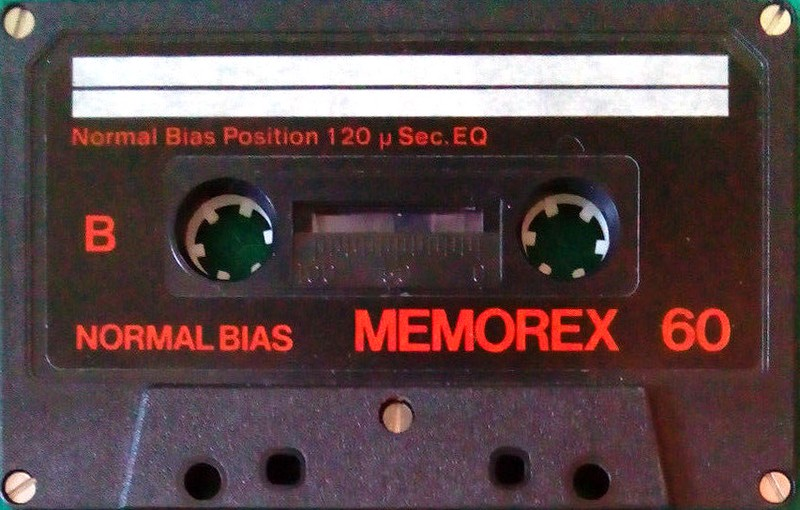 Normal Bias Position 120 µ Sec. EQ
B
NORMAL BIAS MEMOREX 60